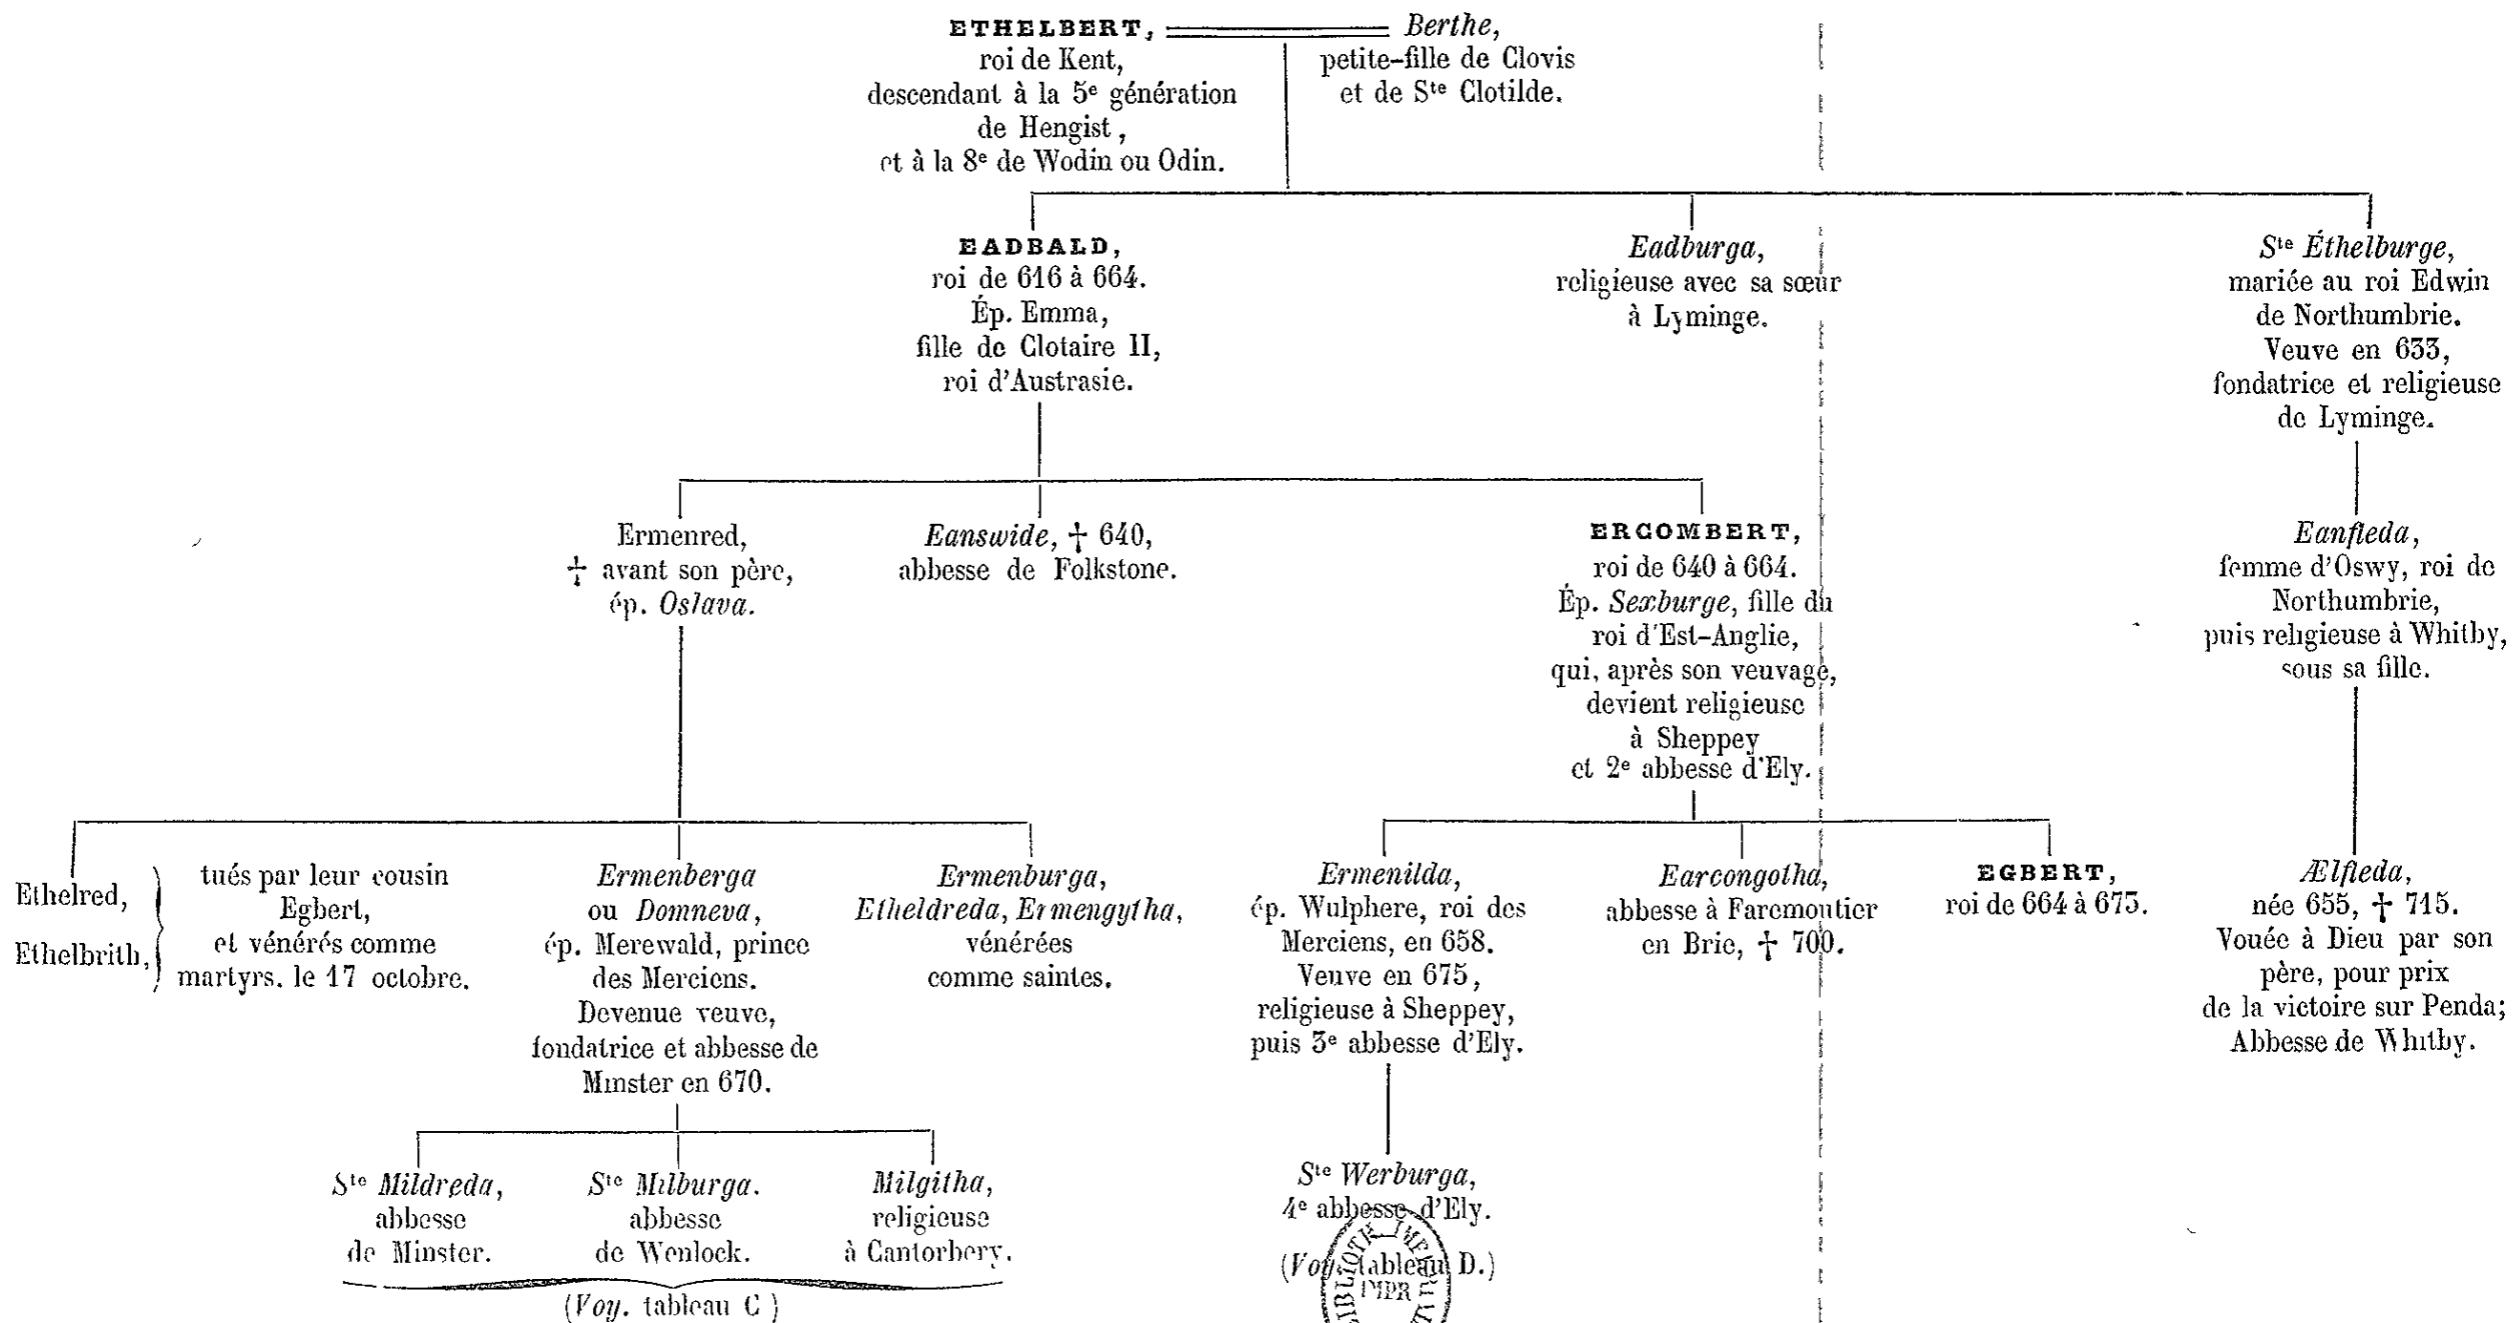 ETHELBERT,
roi de Kent,
descendant à la 5e génération
de Hengist,
et à la 8e de Wodin ou Odin.
Berthe,
petite-fille de Clovis
et de Ste Clotilde.
EADBALD,
roi de 616 à 664.
Ép. Emma,
fille de Clotaire II,
roi d'Austrasie.
Eadburga,
religieuse avec sa sœur
à Lyminge.
Ste Éthelburge,
mariée au roi Edwin
de Northumbrie.
Veuve en 633,
fondatrice et religieuse
de Lyminge.
Ermenred,
† avant son père,
ép. Oslava.
Eanswide, † 640,
abbesse de Folkstone.
ERCOMBERT,
roi de 640 à 664.
Ép. Sexburge, fille du
roi d'Est-Anglie,
qui, après son veuvage,
devient religieuse
à Sheppey
et 2e abbesse d'Ely.
Eanfleda,
femme d'Oswy, roi de
Northumbrie,
puis religieuse à Whitby,
sous sa fille.
Ethelred,
Ethelbrith,
tués par leur cousin
Egbert,
et vénérés comme
martyrs. le 17 octobre.
Ermenberga
ou Domneva,
ép. Merewald, prince
des Merciens.
Devenue veuve,
fondatrice et abbesse de
Minster en 670.
Ermenburga,
Etheldreda, Ermengytha,
vénérées
comme saintes.
Ermenilda,
ép. Wulphere, roi des
Merciens, en 658.
Veuve en 675,
religieuse à Sheppey,
puis 3e abbesse d'Ely.
Earcongotha,
abbesse à Faremoutier
en Brie, † 700.
EGBERT,
roi de 664 à 673.
Ælfleda,
née 655, † 715.
Vouée à Dieu par son
père, pour prix
de la victoire sur Penda;
Abbesse de Whitby.
Ste Mildreda,
abbesse
de Minster.
Ste Milburga.
abbesse
de Wenlock.
Milgitha,
religieuse
à Cantorbery.
(Voy. tableau C )
Ste Werburga,
4e abbesse d'Ely.
(Voy. tableau D.)
IMPR